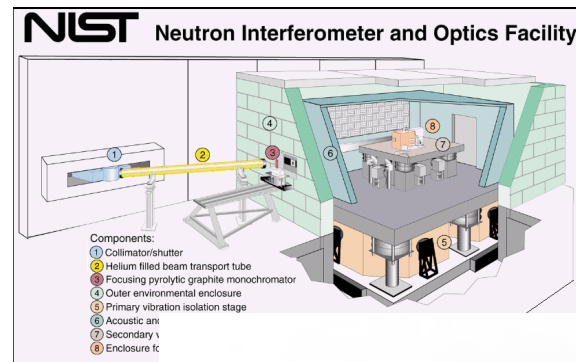 NIST Neutron Interferometer and Optics Facility
4
1
2
3
6
8
7
5
Components:
1 Collimator/shutter
2 Helium filled beam transport tube
3 Focusing pyrolytic graphite monochromator
4 Outer environmental enclosure
5 Primary vibration isolation stage
6 Acoustic and
7 Secondary
8 Enclosure